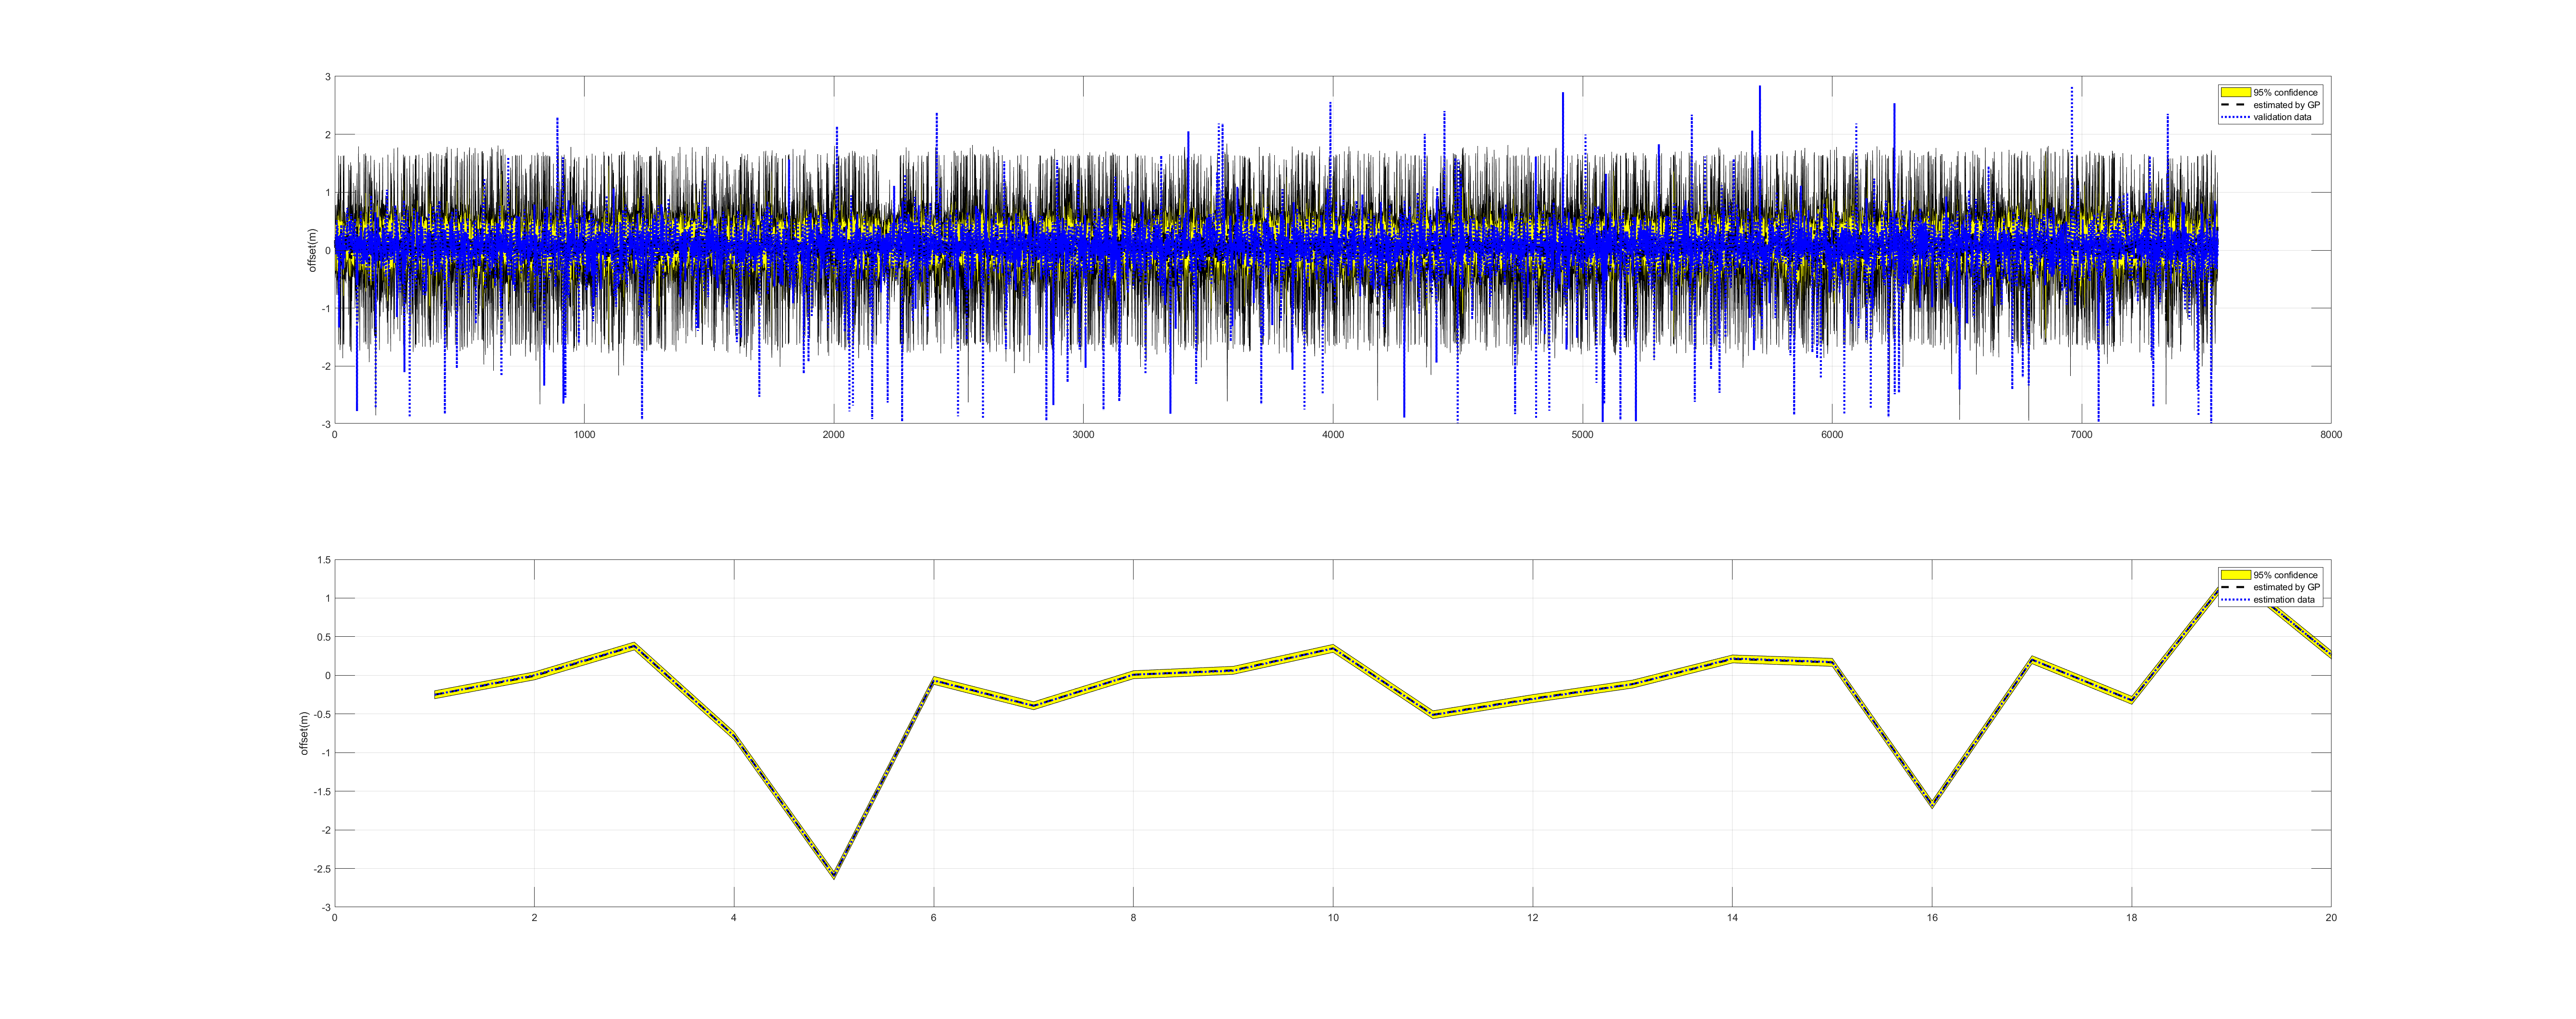 3
2
1
0
-1
-2
-3
offset(m)
0 1000 2000 3000 4000 5000 6000 7000 8000
95% confidence
estimated by GP
validation data
1.5
1
0.5
0
-0.5
-1
-1.5
-2
-2.5
-3
offset(m)
0 2 4 6 8 10 12 14 16 18 20
95% confidence
estimated by GP
estimation data